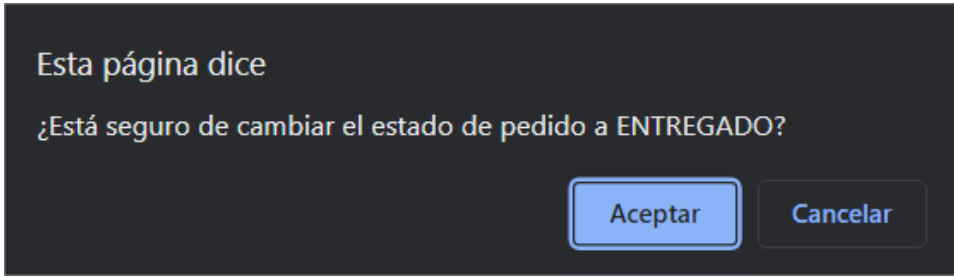 Esta página dice
¿Está seguro de cambiar el estado de pedido a ENTREGADO?
Aceptar Cancelar